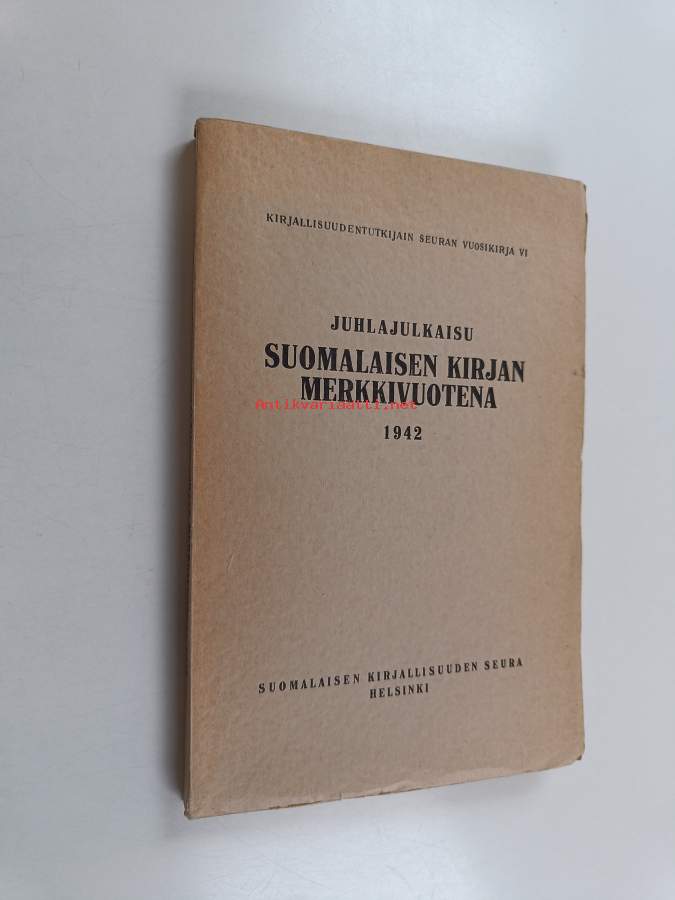 KIRJALLISUUDENTUTKIJAIN SEURAN VUOSIKIRJA VI
JUHLAJULKAISU
SUOMALAISEN KIRJAN
MERKKIVUOTENA
Antikvariaatti.net
1942
SUOMALAISEN KIRJALLISUUDEN SEURA
HELSINKI